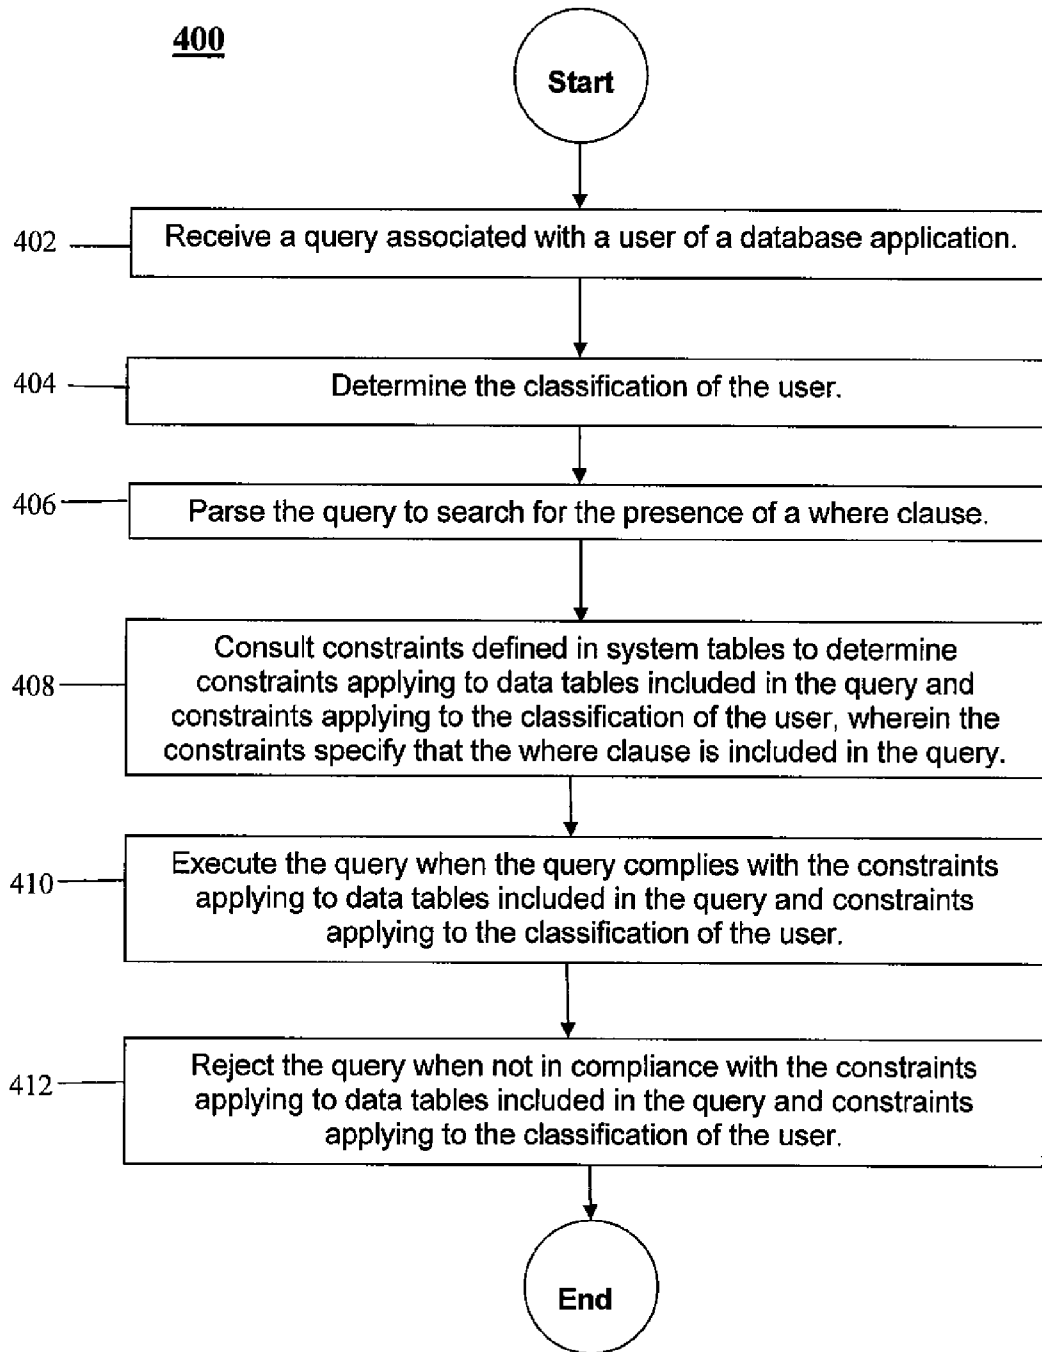 400
Start
402
Receive a query associated with a user of a database application.
404
Determine the classification of the user.
406
Parse the query to search for the presence of a where clause.
408
Consult constraints defined in system tables to determine
constraints applying to data tables included in the query and
constraints applying to the classification of the user, wherein the
constraints specify that the where clause is included in the query.
410
Execute the query when the query complies with the constraints
applying to data tables included in the query and constraints
applying to the classification of the user.
412
Reject the query when not in compliance with the constraints
applying to data tables included in the query and constraints
applying to the classification of the user.
End